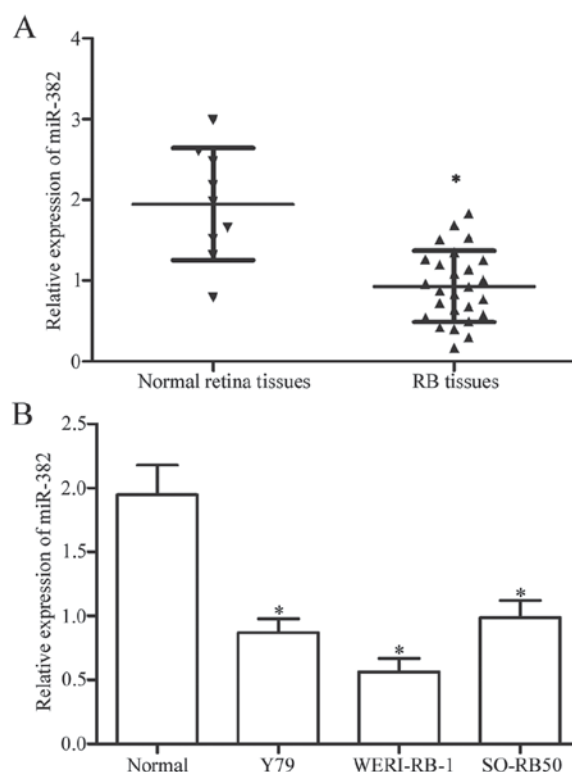 A
Relative expression of miR-382
4
3
2
1
0
*
Normal retina tissues
RB tissues
B
Relative expression of miR-382
2.5
2.0
1.5
1.0
0.5
0.0
*
*
*
Normal
Y79
WERI-RB-1
SO-RB50